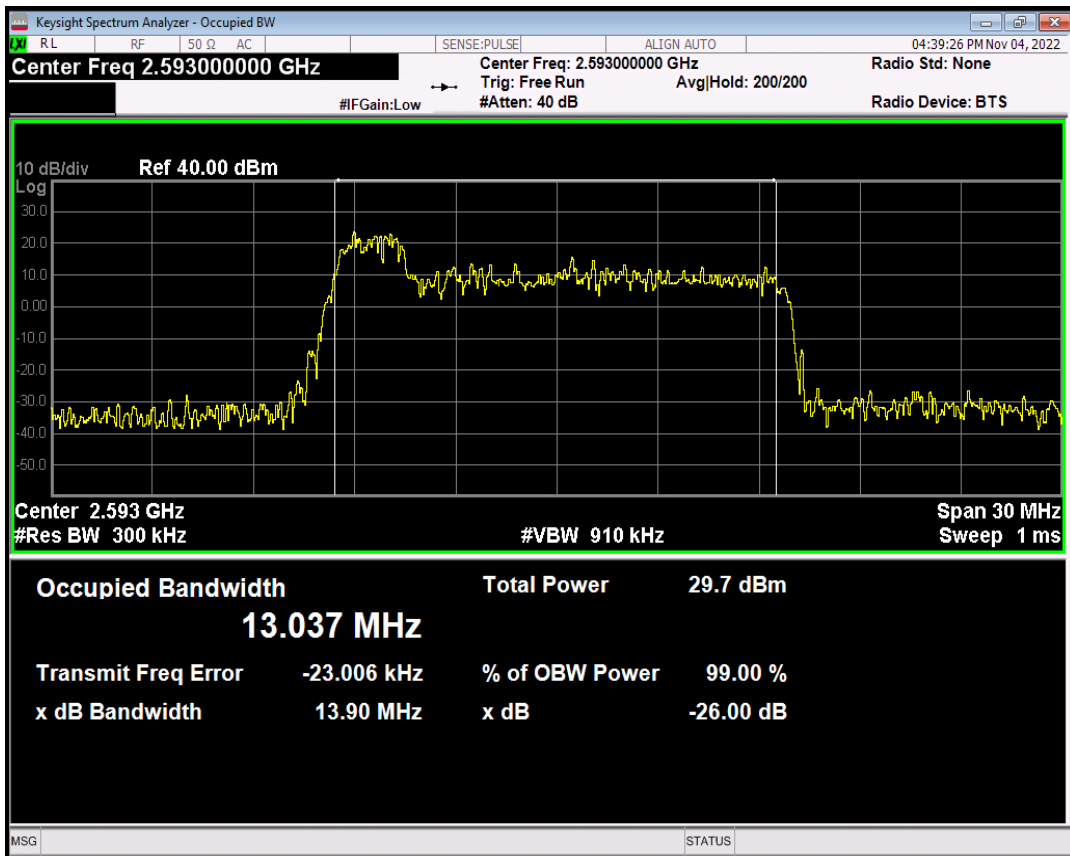 Keysight Spectrum Analyzer - Occupied BW
LXI RL RF 50 Ω AC SENSE:PULSE ALIGN AUTO 04:39:26 PM Nov 04, 2022
Center Freq 2.593000000 GHz Center Freq: 2.593000000 GHz Radio Std: None
Trig: Free Run Avg|Hold: 200/200
#IFGain:Low #Atten: 40 dB Radio Device: BTS
10 dB/div Ref 40.00 dBm
Log
30.0
20.0
10.0
0.00
-10.0
-20.0
-30.0
-40.0
-50.0
Center 2.593 GHz Span 30 MHz
#Res BW 300 kHz #VBW 910 kHz Sweep 1 ms
Occupied Bandwidth Total Power 29.7 dBm
13.037 MHz
Transmit Freq Error -23.006 kHz % of OBW Power 99.00 %
x dB Bandwidth 13.90 MHz x dB -26.00 dB
MSG STATUS